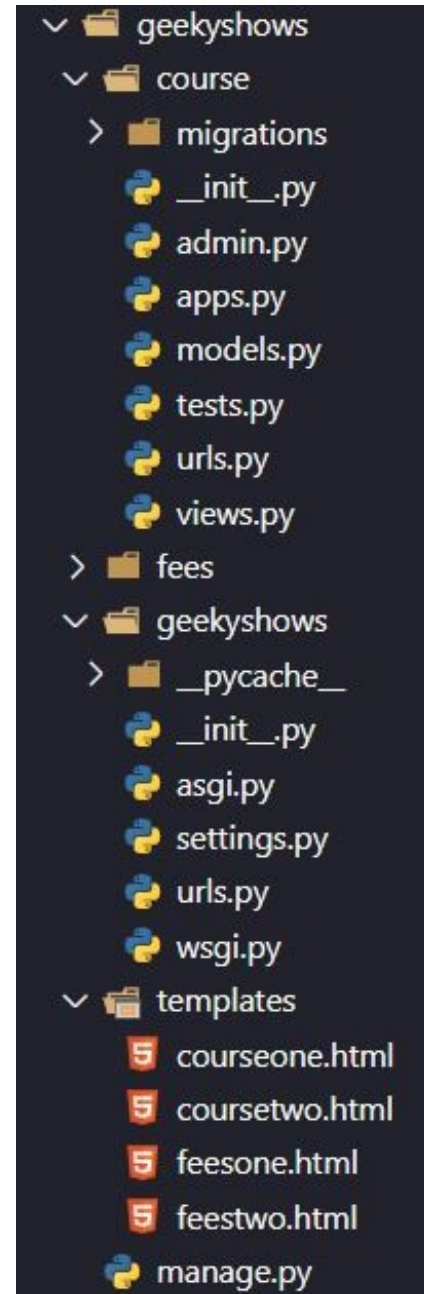 geekyshows
course
migrations
__init__.py
admin.py
apps.py
models.py
tests.py
urls.py
views.py
fees
geekyshows
__pycache__
__init__.py
asgi.py
settings.py
urls.py
wsgi.py
templates
courseone.html
coursetwo.html
feesone.html
feestwo.html
manage.py